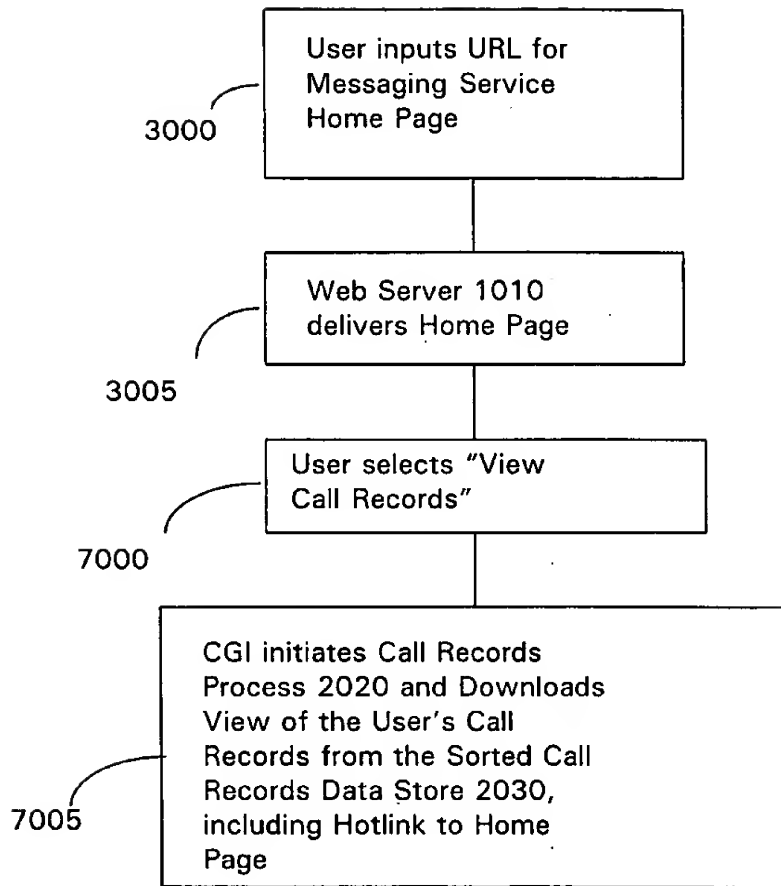 User inputs URL for
Messaging Service
Home Page
3000
Web Server 1010
delivers Home Page
3005
User selects "View
Call Records"
7000
CGI initiates Call Records
Process 2020 and Downloads
View of the User's Call
Records from the Sorted Call
Records Data Store 2030,
including Hotlink to Home
Page
7005